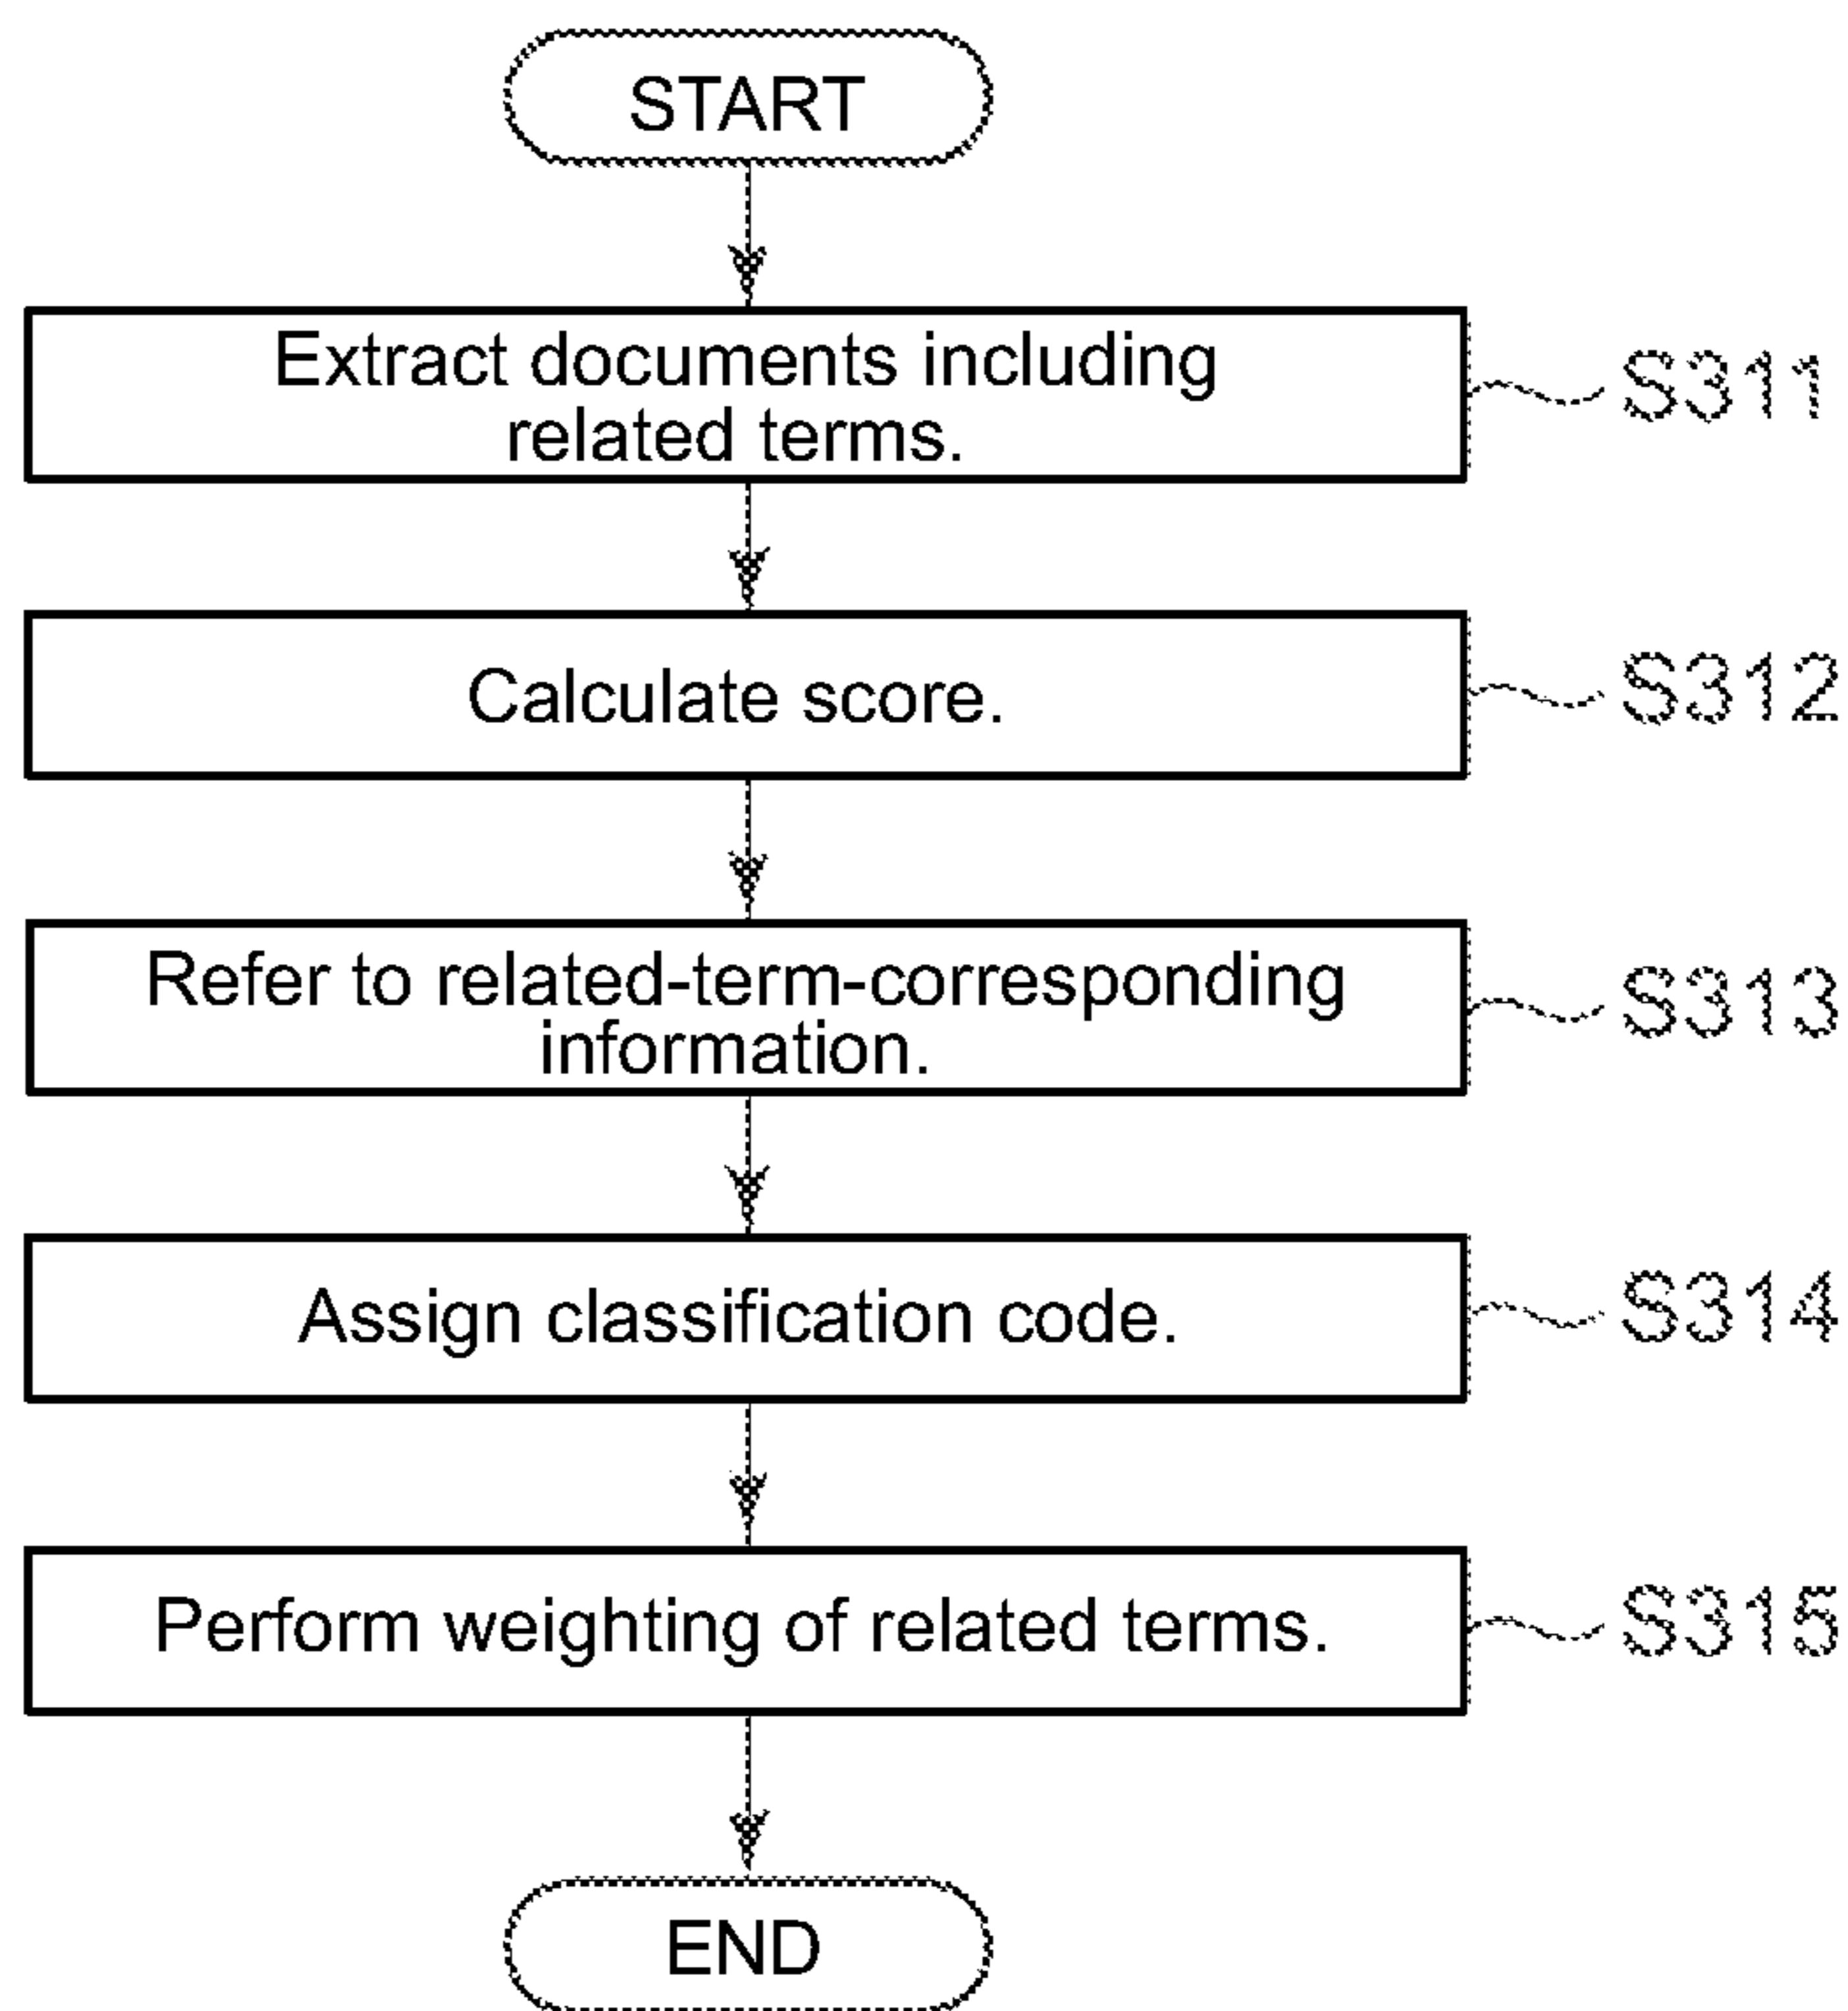 START
Extract documents including
related terms.
S311
Calculate score.
S312
Refer to related-term-corresponding
information.
S313
Assign classification code.
S314
Perform weighting of related terms.
S315
END